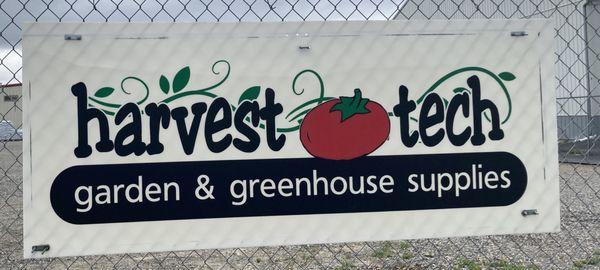 harvest tech
garden & greenhouse supplies